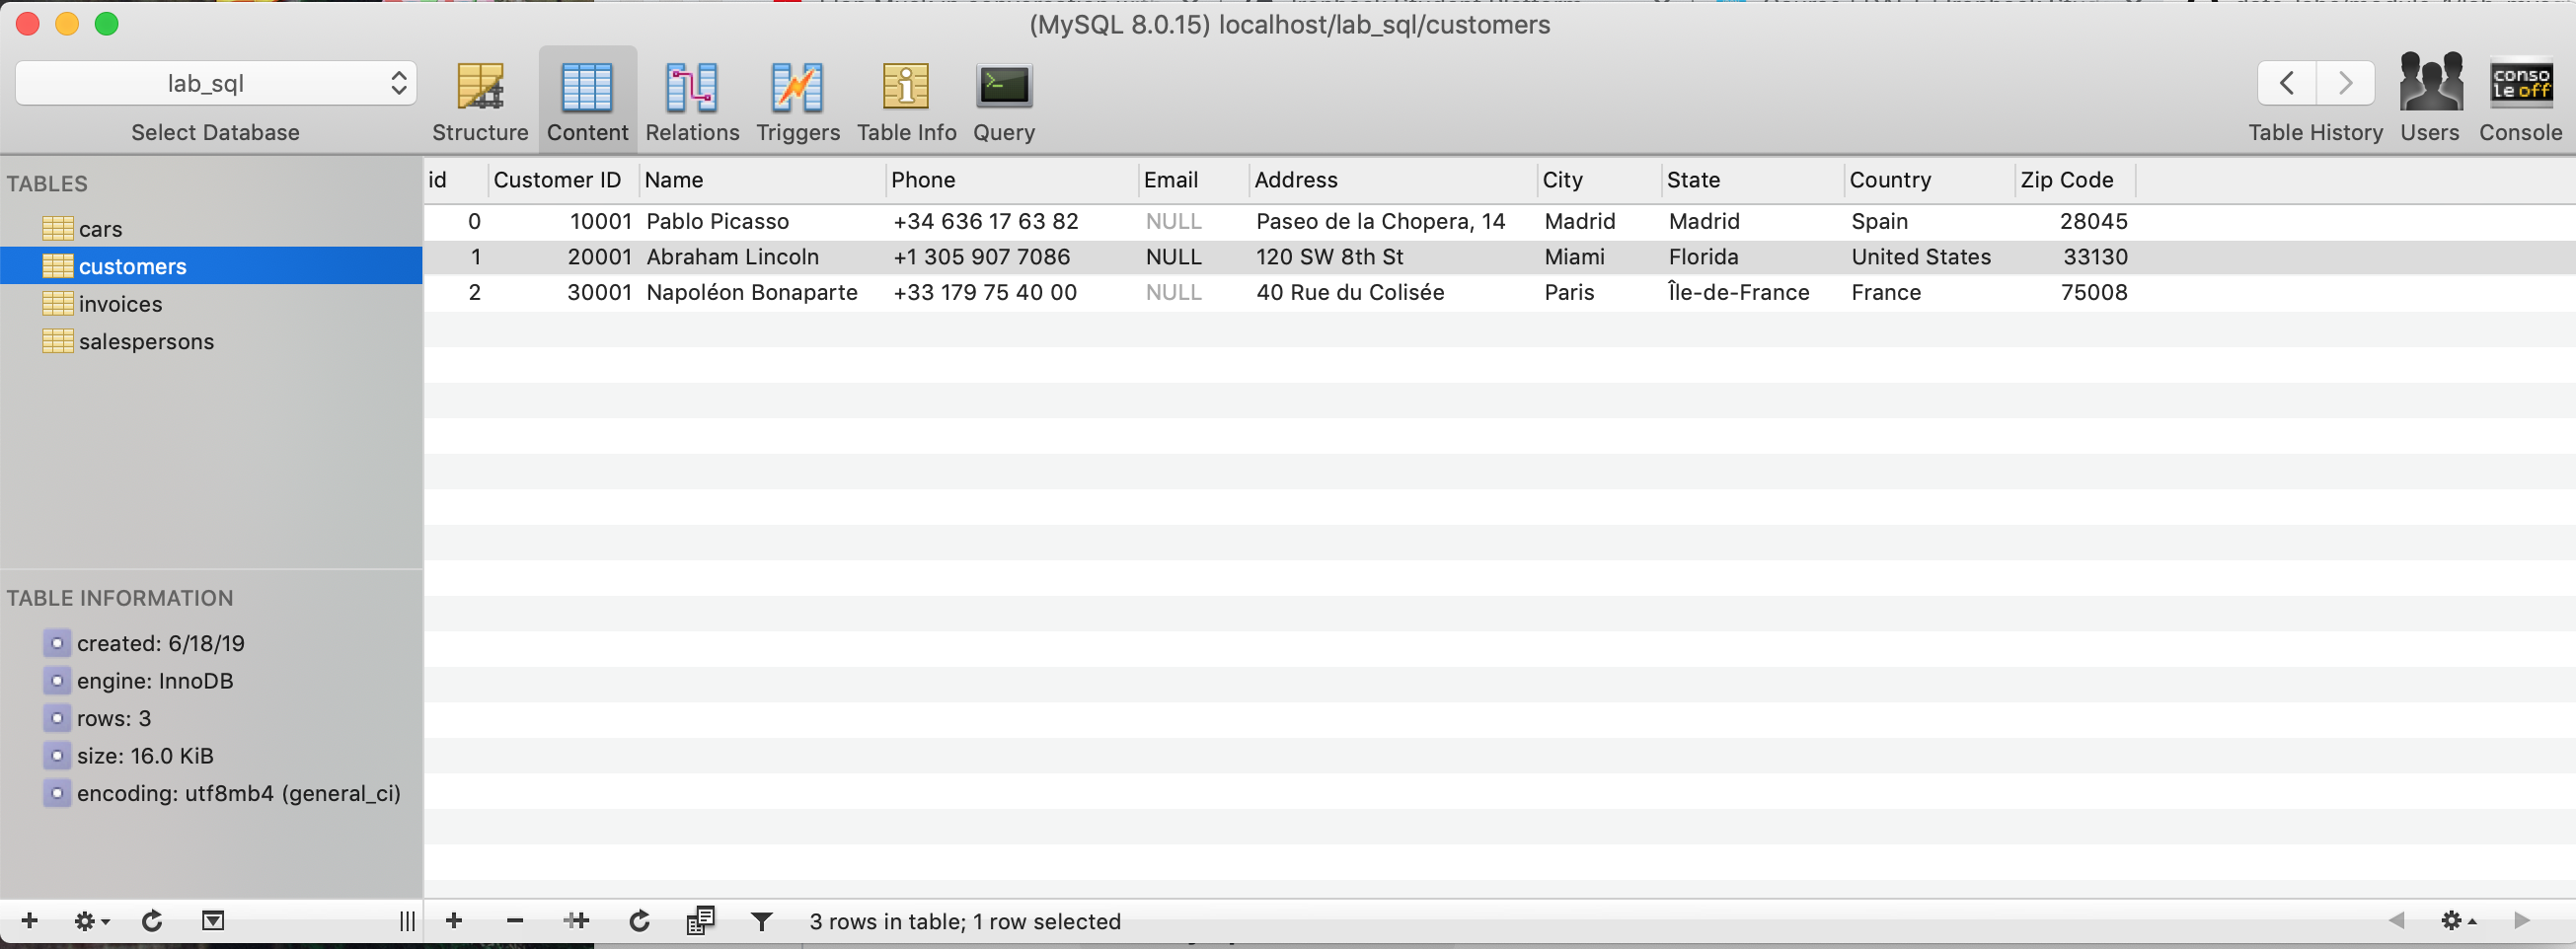 (MySQL 8.0.15) localhost/lab_sql/customers
lab_sql
Select Database
Structure Content Relations Triggers Table Info Query
conso
le off
Table History Users Console
TABLES
cars
customers
invoices
salespersons
id Customer ID Name Phone Email Address City State Country Zip Code
0 10001 Pablo Picasso +34 636 17 63 82 NULL Paseo de la Chopera, 14 Madrid Madrid Spain 28045
1 20001 Abraham Lincoln +1 305 907 7086 NULL 120 SW 8th St Miami Florida United States 33130
2 30001 Napoléon Bonaparte +33 179 75 40 00 NULL 40 Rue du Colisée Paris Île-de-France France 75008
TABLE INFORMATION
created: 6/18/19
engine: InnoDB
rows: 3
size: 16.0 KiB
encoding: utf8mb4 (general_ci)
3 rows in table; 1 row selected